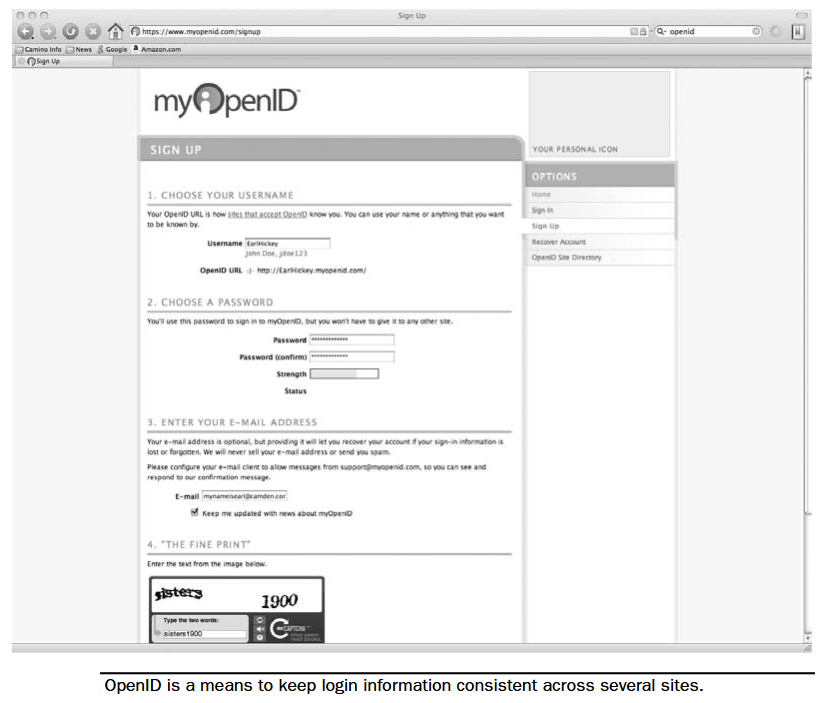 Sign Up
https://www.myopenid.com/signup
openid
Camino Info News Google Amazon.com
Sign Up
myOpenID™
YOUR PERSONAL ICON
SIGN UP
OPTIONS
Home
Sign In
Sign Up
Recover Account
OpenID Site Directory
1. CHOOSE YOUR USERNAME
Your OpenID URL is how sites that accept OpenID know you. You can use your name or anything that you want
to be known by.
Username EarlHickey
John Doe, jdoe123
OpenID URL http://EarlHickey.myopenid.com/
2. CHOOSE A PASSWORD
You'll use this password to sign in to myOpenID, but you won't have to give it to any other site.
Password *************
Password (confirm) *************
Strength
Status
3. ENTER YOUR E-MAIL ADDRESS
Your e-mail address is optional, but providing it will let you recover your account if your sign-in information is
lost or forgotten. We will never sell your e-mail address or send you spam.
Please configure your e-mail client to allow messages from support@myopenid.com, so you can see and
respond to our confirmation message.
E-mail mynameisearl@camden.cor
Keep me updated with news about myOpenID
4. "THE FINE PRINT"
Enter the text from the image below.
sisters 1900
Type the two words:
sisters1900
reCAPTCHA™
stop spam.
read books.
OpenID is a means to keep login information consistent across several sites.